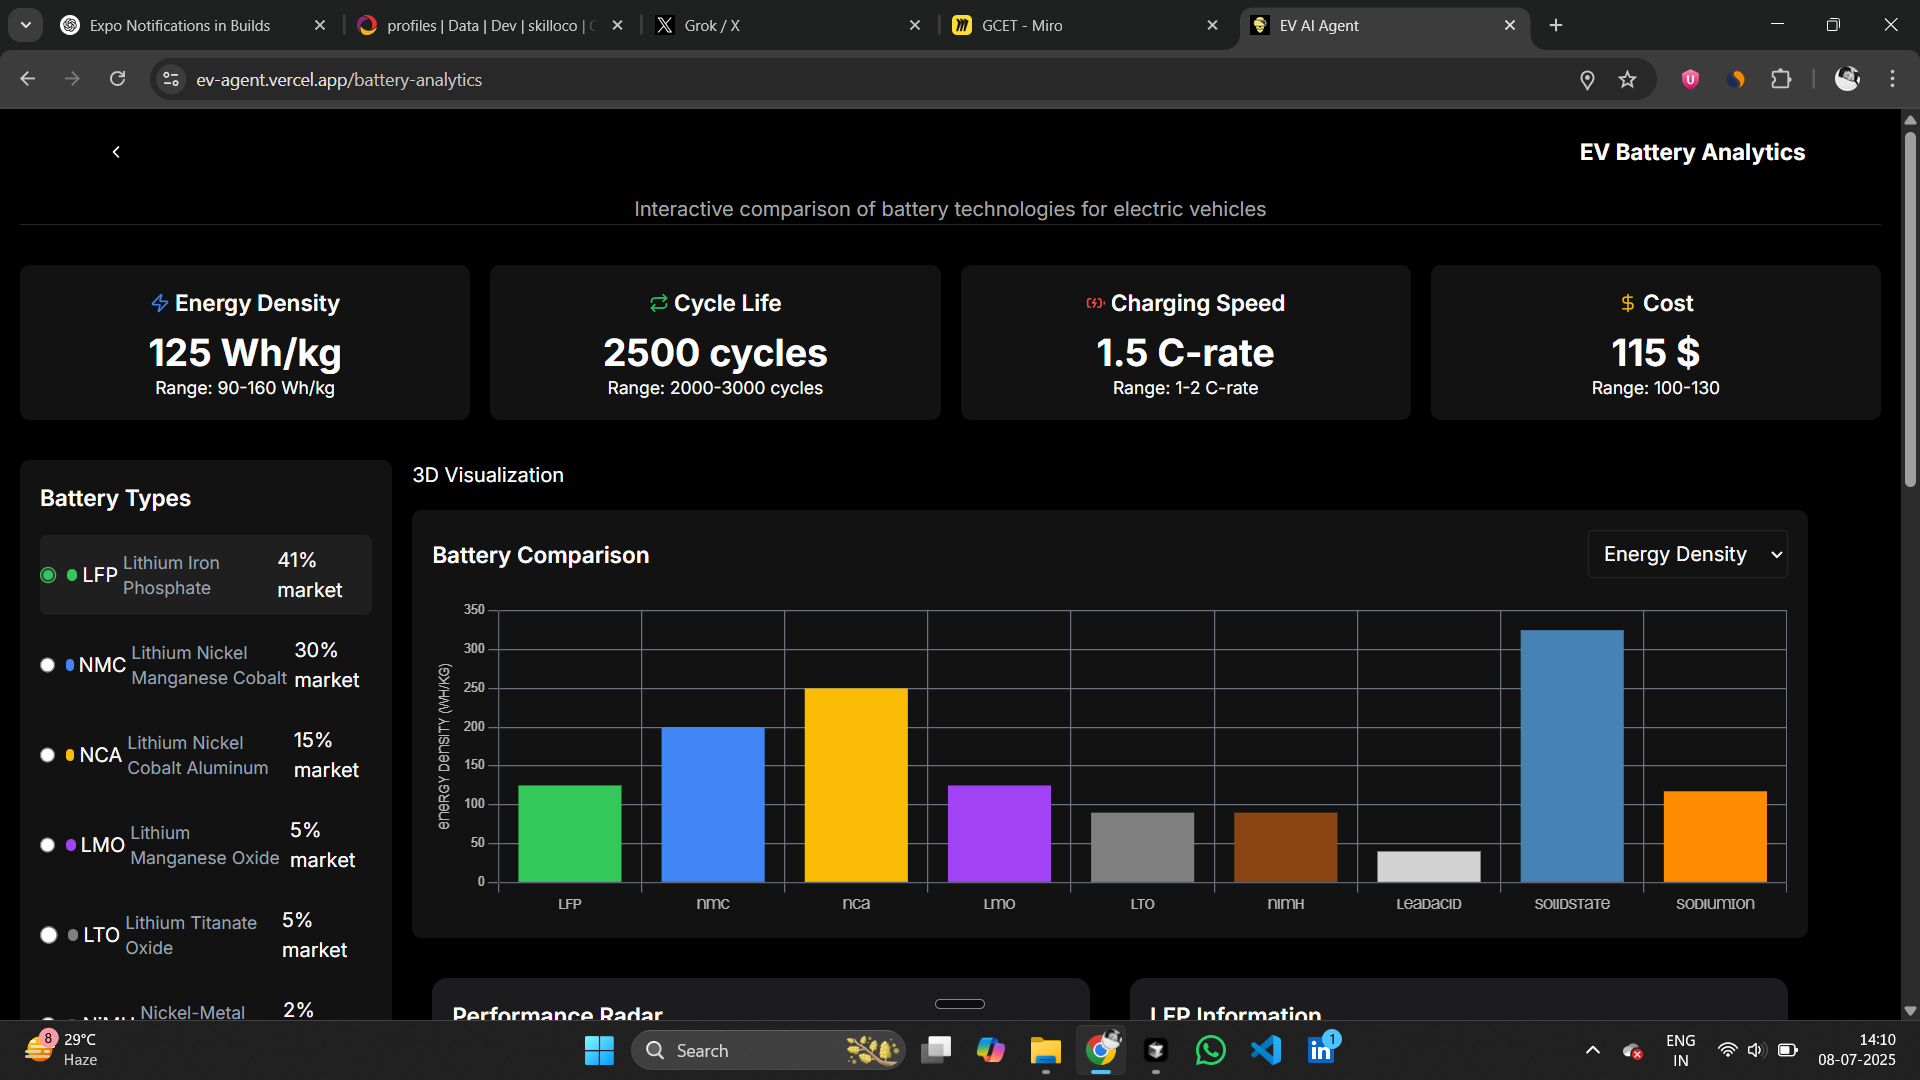 Expo Notifications in Builds
profiles | Data | Dev | skilloco |
Grok / X
GCET - Miro
EV AI Agent
ev-agent.vercel.app/battery-analytics
EV Battery Analytics
Interactive comparison of battery technologies for electric vehicles
Energy Density
125 Wh/kg
Range: 90-160 Wh/kg
Cycle Life
2500 cycles
Range: 2000-3000 cycles
Charging Speed
1.5 C-rate
Range: 1-2 C-rate
$ Cost
115 $
Range: 100-130
Battery Types
LFP Lithium Iron Phosphate 41% market
NMC Lithium Nickel Manganese Cobalt 30% market
NCA Lithium Nickel Cobalt Aluminum 15% market
LMO Lithium Manganese Oxide 5% market
LTO Lithium Titanate Oxide 5% market
NiMH Nickel-Metal 2%
3D Visualization
Battery Comparison
Energy Density
ENERGY DENSITY (WH/KG)
350
300
250
200
150
100
50
0
LFP
nmc
nca
LMO
LTO
niMH
LeadAcid
SolidState
SodiumIon
Performance Radar
LFP Information
8
29°C
Haze
Search
1
ENG
IN
14:10
08-07-2025